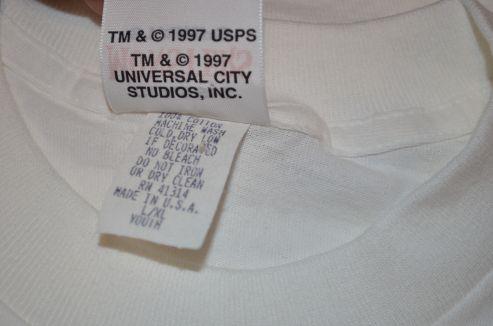 TM & © 1997 USPS
TM & © 1997
UNIVERSAL CITY
STUDIOS, INC.
100% COTTON
MACHINE WASH
COLD, DRY LOW
IF DECORATED
NO BLEACH
DO NOT IRON
OR DRY CLEAN
RN 41314
MADE IN U.S.A.
L/XL
YOUTH